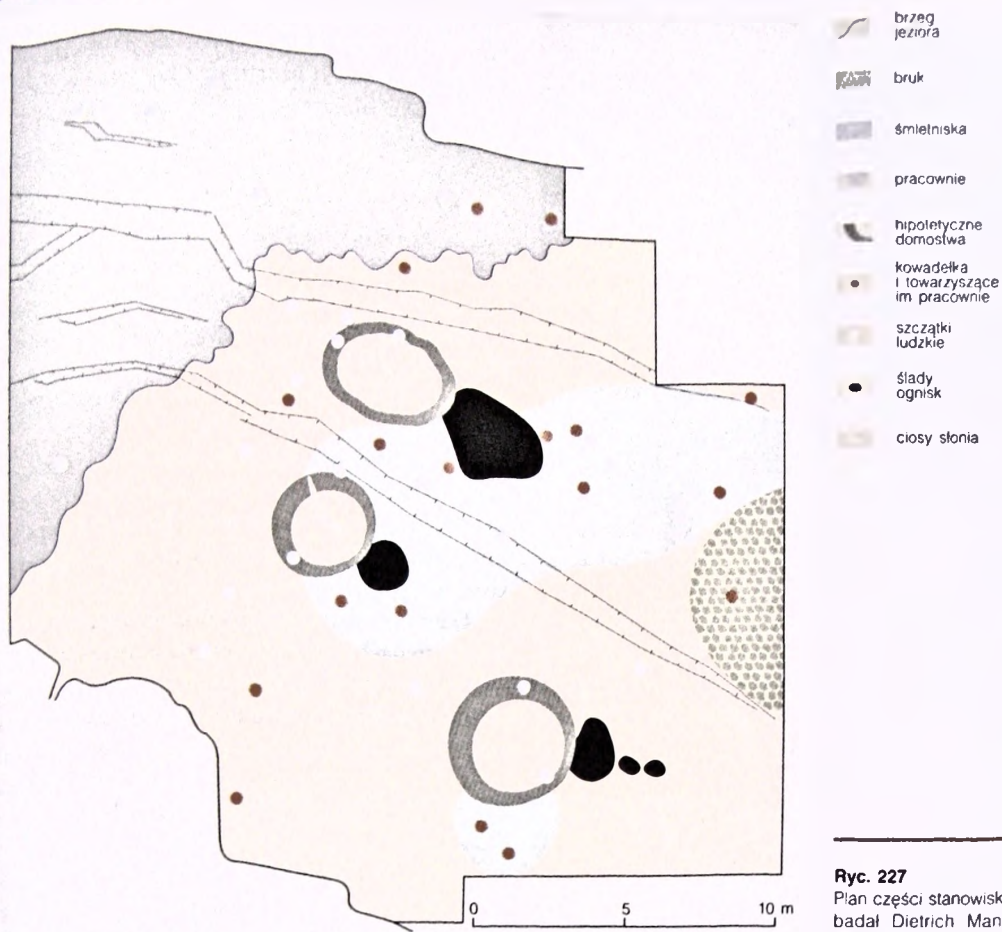 brzeg
jeziora
bruk
śmietniska
pracownie
hipotetyczne
domostwa
kowadełka
i towarzyszące
im pracownie
szczątki
ludzkie
ślady
ognisk
ciosy słonia
0 5 10 m
Ryc. 227
Plan części stanowisk
badał Dietrich Man